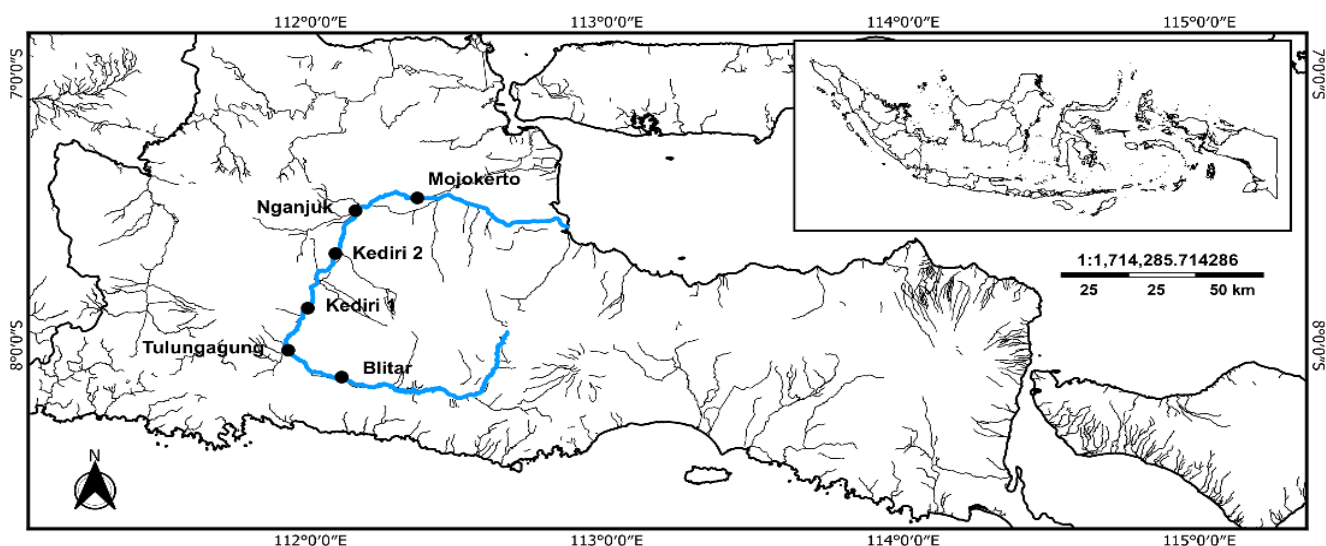 112°0'0"E 113°0'0"E 114°0'0"E 115°0'0"E
7°0'0"S
7°0'0"S
Mojokerto
Nganjuk
Kediri 2
1:1,714,285.714286
25 25 50 km
Kediri 1
8°0'0"S
8°0'0"S
Tulungagung
Blitar
N
112°0'0"E 113°0'0"E 114°0'0"E 115°0'0"E